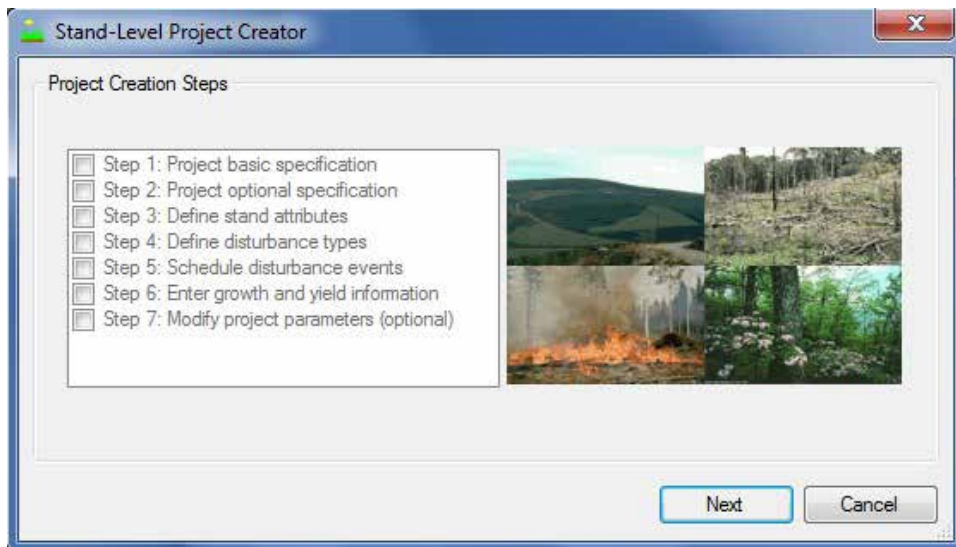 Stand-Level Project Creator
Project Creation Steps
Step 1: Project basic specification
Step 2: Project optional specification
Step 3: Define stand attributes
Step 4: Define disturbance types
Step 5: Schedule disturbance events
Step 6: Enter growth and yield information
Step 7: Modify project parameters (optional)
Next
Cancel